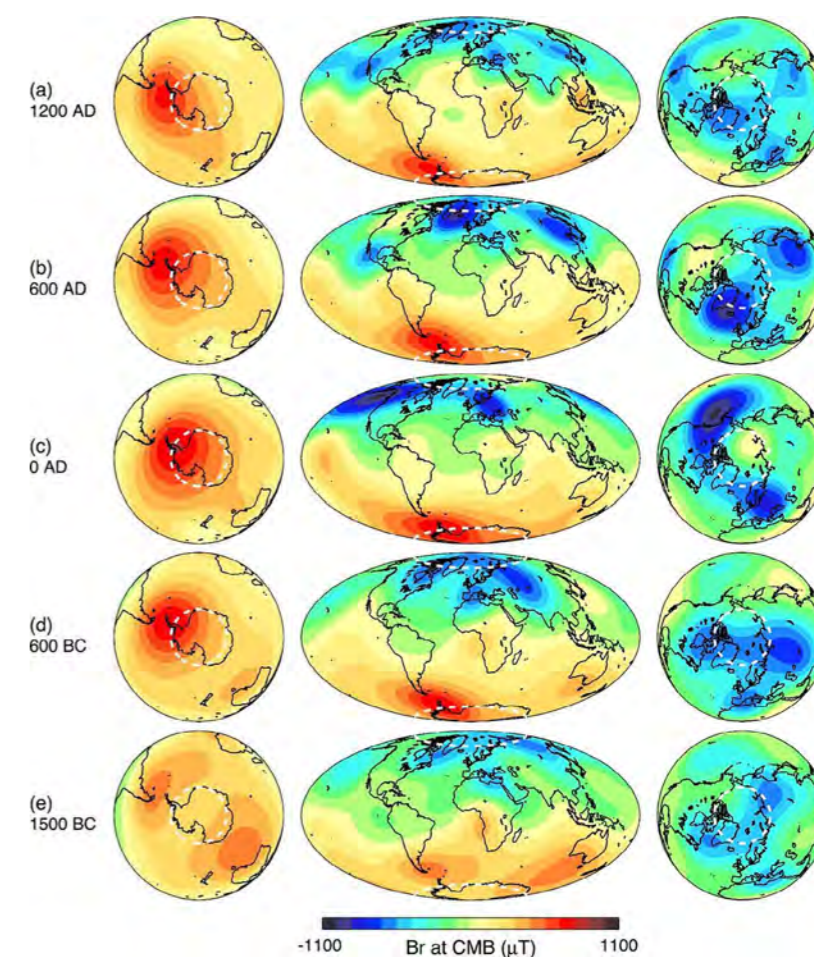 (a)
1200 AD
(b)
600 AD
(c)
0 AD
(d)
600 BC
(e)
1500 BC
-1100 Br at CMB (μT) 1100